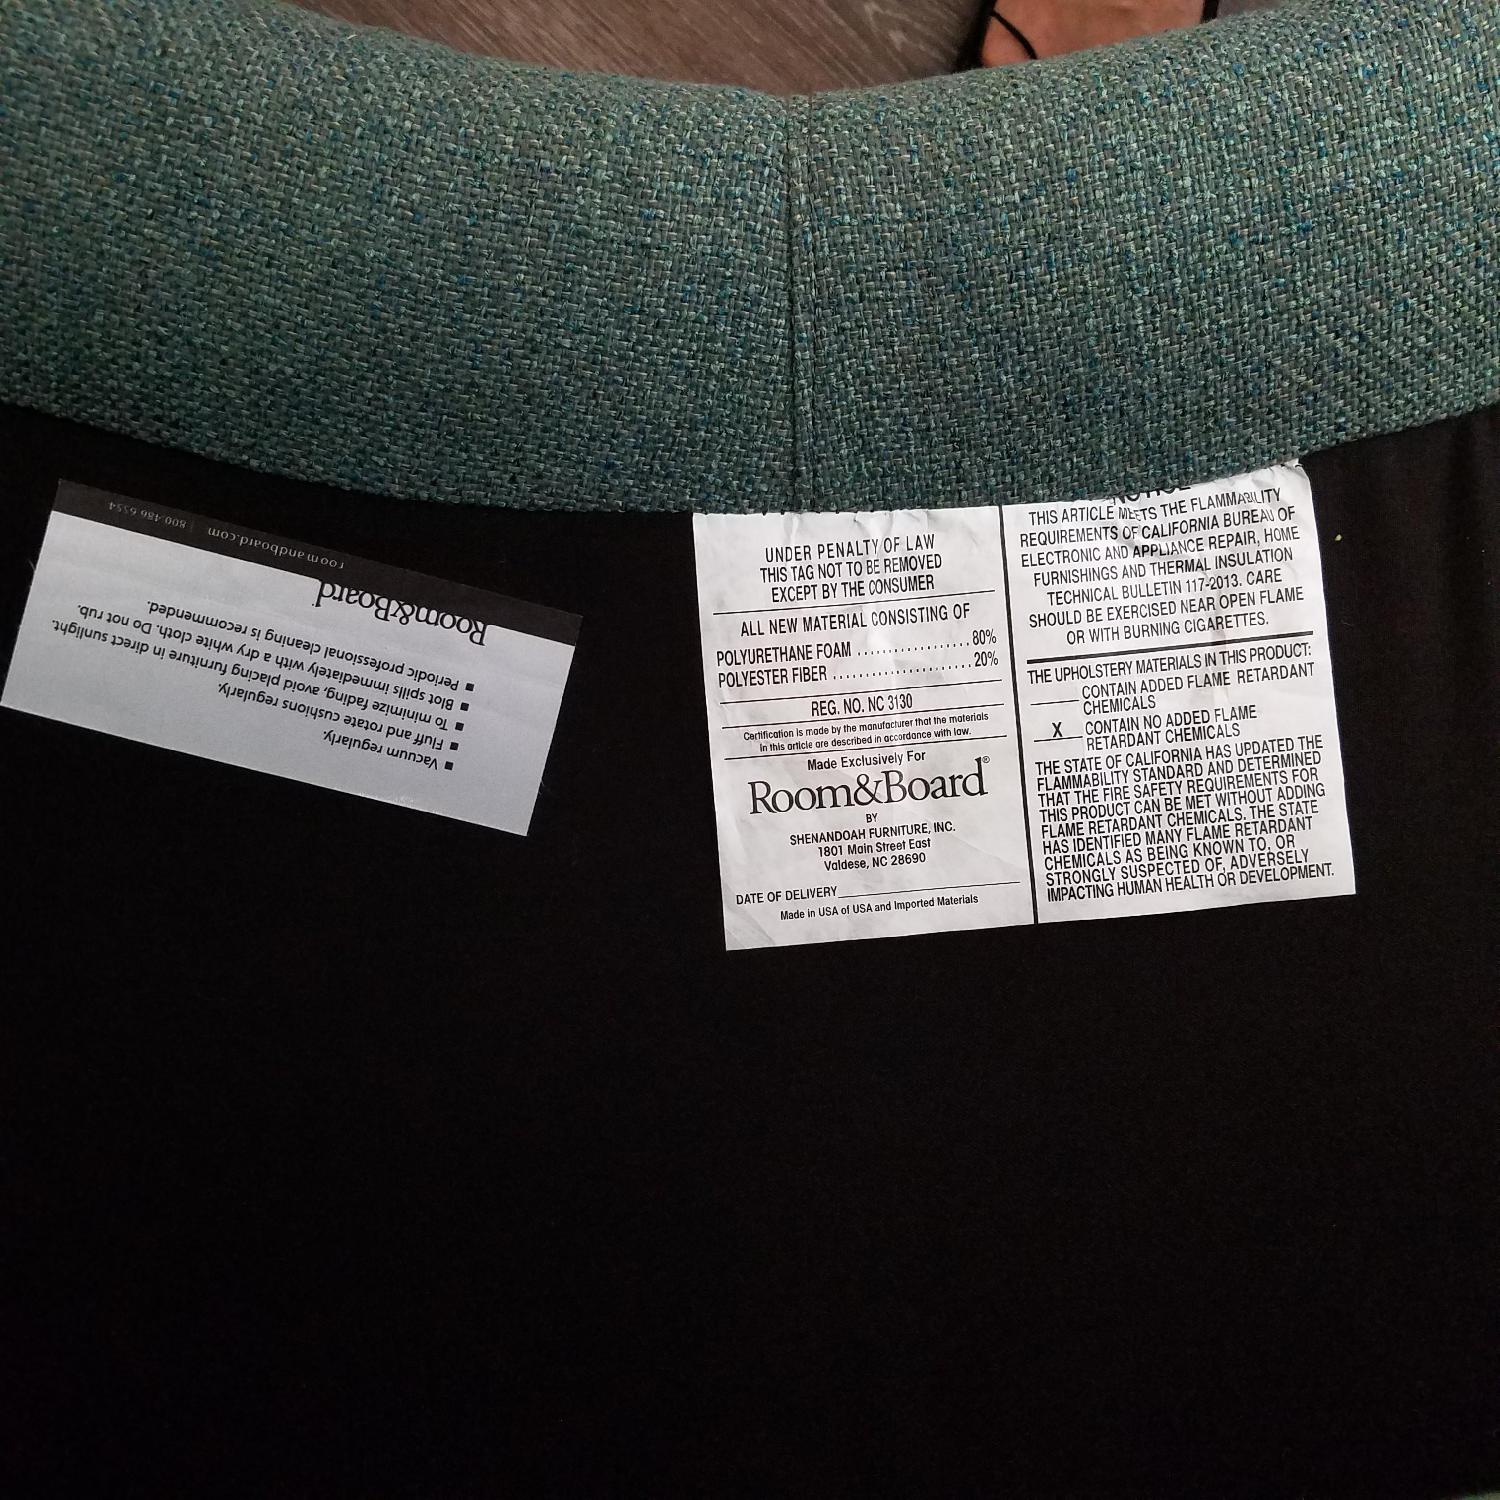 Vacuum regularly.
Fluff and rotate cushions regularly.
To minimize fading, avoid placing furniture in direct sunlight.
Blot spills immediately with a dry white cloth. Do not rub.
Periodic professional cleaning is recommended.
Room&Board
roomandboard.com | 800.486.6554
UNDER PENALTY OF LAW
THIS TAG NOT TO BE REMOVED
EXCEPT BY THE CONSUMER
ALL NEW MATERIAL CONSISTING OF
POLYURETHANE FOAM .................. 80%
POLYESTER FIBER ...................... 20%
REG. NO. NC 3130
Certification is made by the manufacturer that the materials
in this article are described in accordance with law.
Made Exclusively For
Room&Board®
BY
SHENANDOAH FURNITURE, INC.
1801 Main Street East
Valdese, NC 28690
DATE OF DELIVERY
Made in USA of USA and Imported Materials
NOTICE
THIS ARTICLE MEETS THE FLAMMABILITY
REQUIREMENTS OF CALIFORNIA BUREAU OF
ELECTRONIC AND APPLIANCE REPAIR, HOME
FURNISHINGS AND THERMAL INSULATION
TECHNICAL BULLETIN 117-2013. CARE
SHOULD BE EXERCISED NEAR OPEN FLAME
OR WITH BURNING CIGARETTES.
THE UPHOLSTERY MATERIALS IN THIS PRODUCT:
CONTAIN ADDED FLAME RETARDANT
CHEMICALS
X CONTAIN NO ADDED FLAME
RETARDANT CHEMICALS
THE STATE OF CALIFORNIA HAS UPDATED THE
FLAMMABILITY STANDARD AND DETERMINED
THAT THE FIRE SAFETY REQUIREMENTS FOR
THIS PRODUCT CAN BE MET WITHOUT ADDING
FLAME RETARDANT CHEMICALS. THE STATE
HAS IDENTIFIED MANY FLAME RETARDANT
CHEMICALS AS BEING KNOWN TO, OR
STRONGLY SUSPECTED OF, ADVERSELY
IMPACTING HUMAN HEALTH OR DEVELOPMENT.